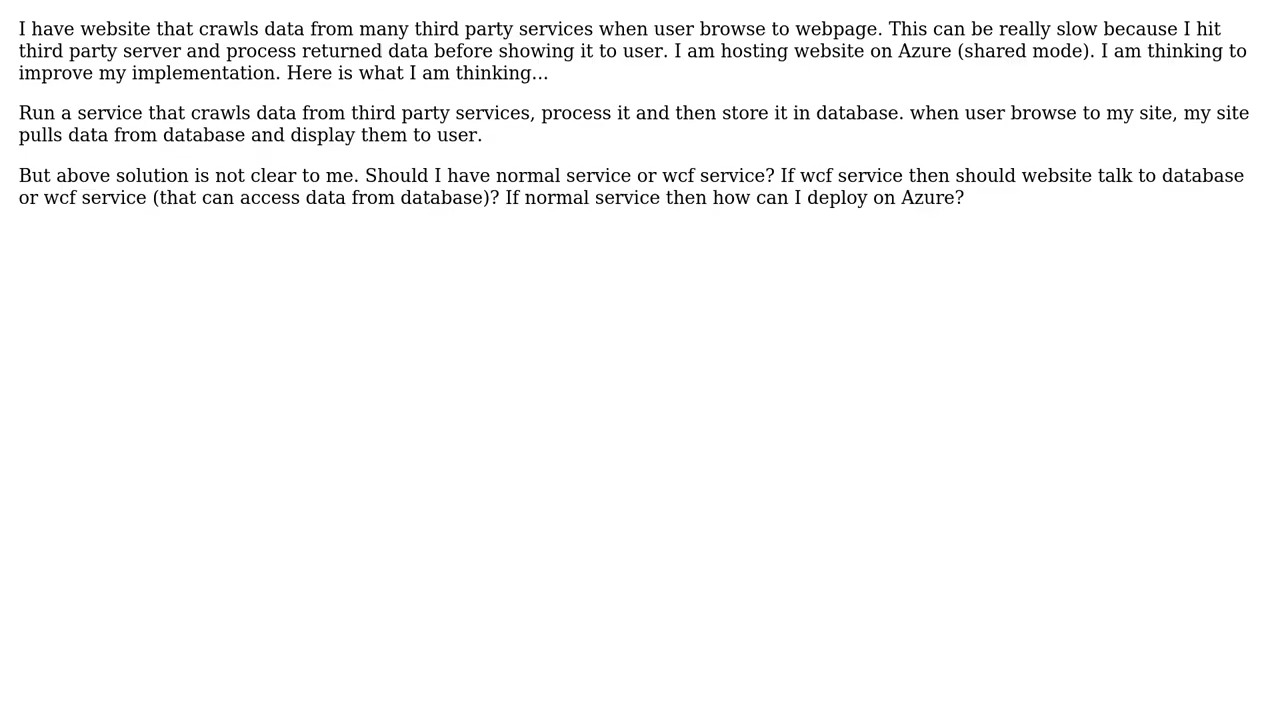 I have website that crawls data from many third party services when user browse to webpage. This can be really slow because I hit
third party server and process returned data before showing it to user. I am hosting website on Azure (shared mode). I am thinking to
improve my implementation. Here is what I am thinking...
Run a service that crawls data from third party services, process it and then store it in database. when user browse to my site, my site
pulls data from database and display them to user.
But above solution is not clear to me. Should I have normal service or wcf service? If wcf service then should website talk to database
or wcf service (that can access data from database)? If normal service then how can I deploy on Azure?